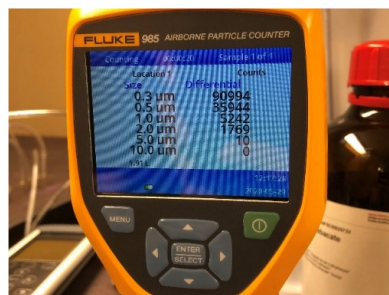 FLUKE 985 AIRBORNE PARTICLE COUNTER
Counting Sample 1 of 1
Location 1 Counts
Size Differential
0.3 um 90994
0.5 um 35944
1.0 um 5242
2.0 um 1769
5.0 um 10
10.0 um 0
MENU
ENTER
SELECT